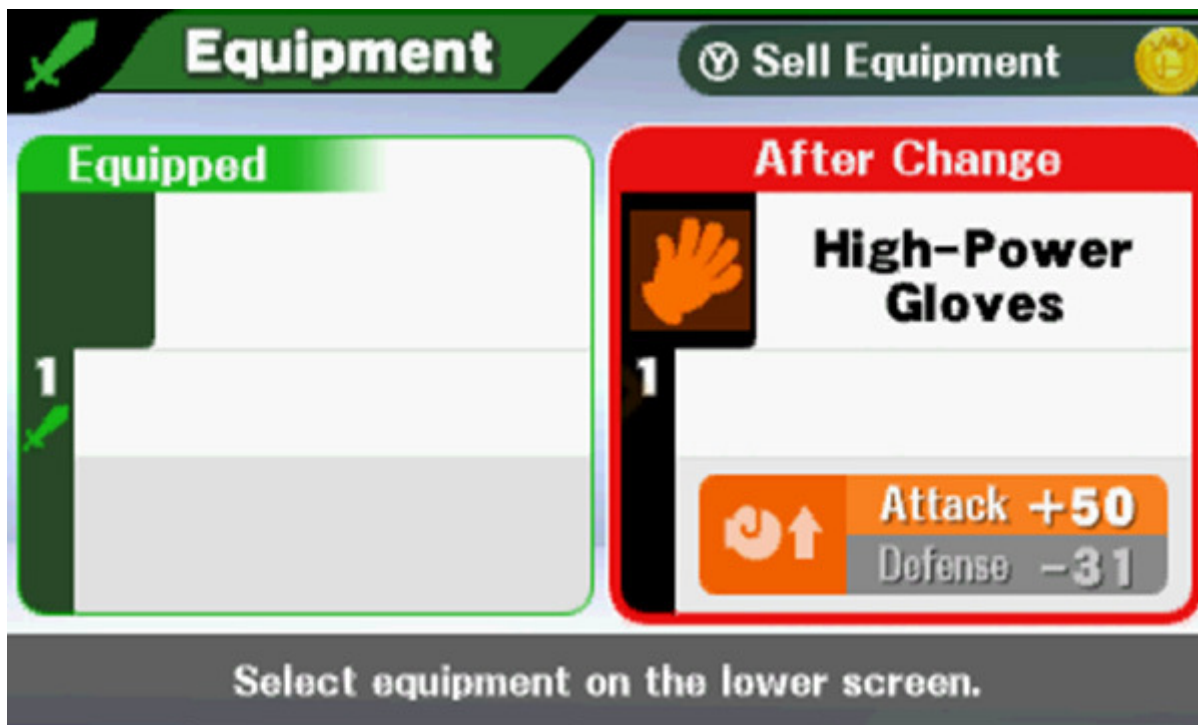 Equipment
Ⓨ Sell Equipment
Equipped
1
After Change
High-Power
Gloves
1
Attack +50
Defense -31
Select equipment on the lower screen.